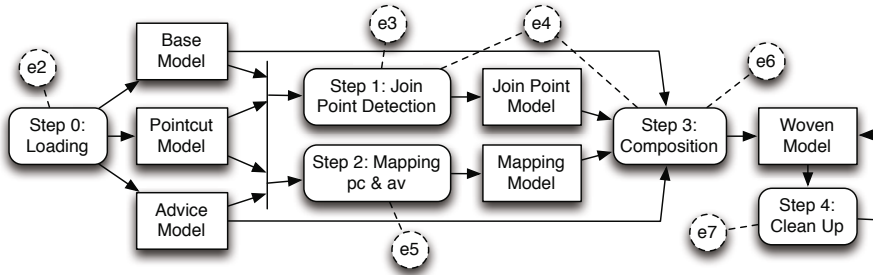 e3
e4
e2
Base
Model
e6
Step 1: Join
Point Detection
Join Point
Model
Step 0:
Loading
Pointcut
Model
Step 3:
Composition
Woven
Model
Step 2: Mapping
pc & av
Mapping
Model
Advice
Model
Step 4:
Clean Up
e5
e7